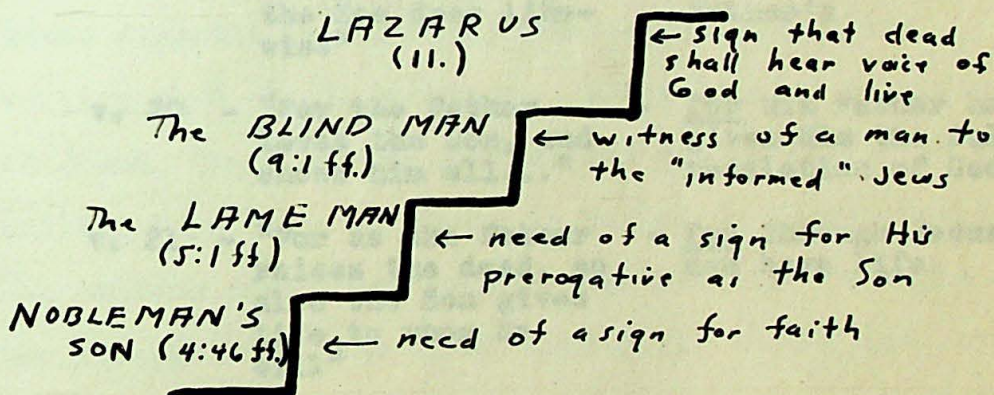 LAZARUS
(11.)
← sign that dead
shall hear voice of
God and live
The BLIND MAN
(9:1 ff.)
← witness of a man to
the "informed" Jews
The LAME MAN
(5:1 ff)
← need of a sign for His
prerogative as the Son
NOBLEMAN'S
SON (4:46 ff.)
← need of a sign for faith